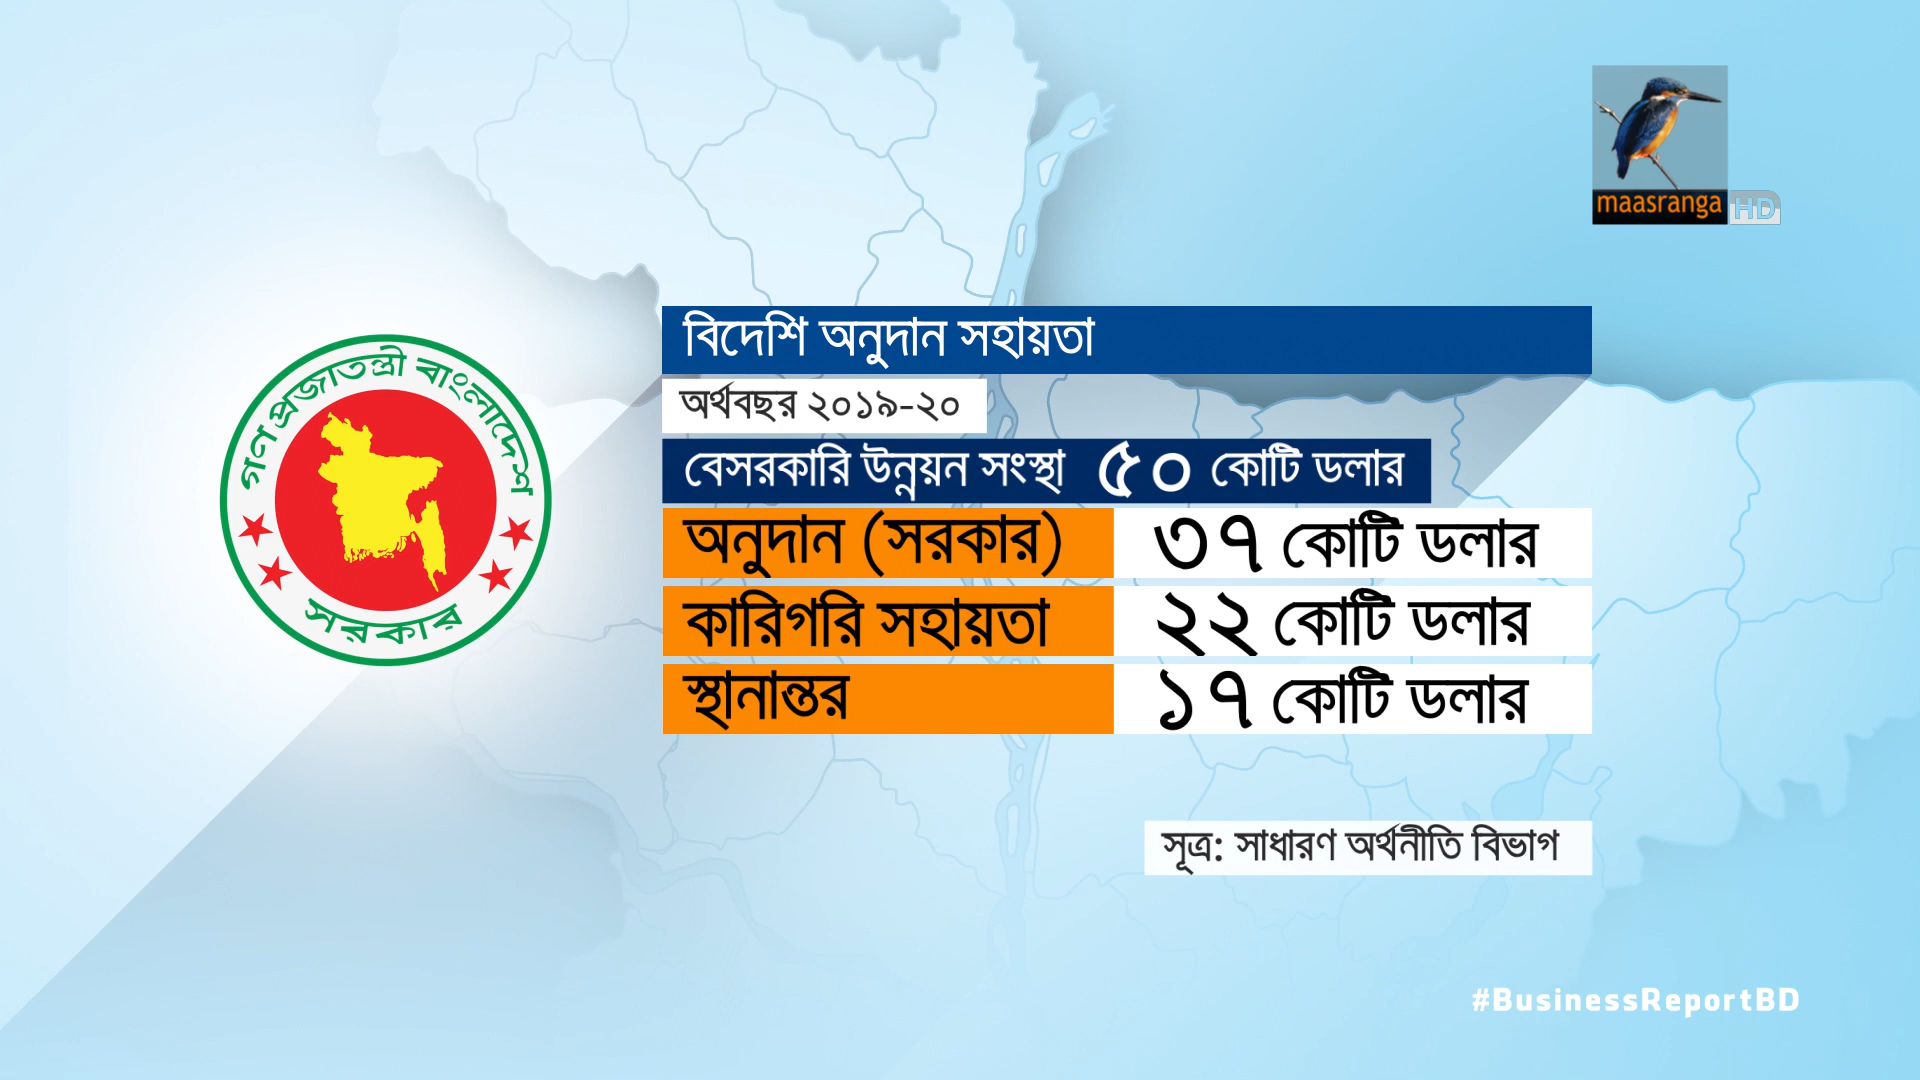 গণপ্রজাতন্ত্রী বাংলাদেশ
সরকার
maasranga HD
বিদেশি অনুদান সহায়তা
অর্থবছর ২০১৯-২০
বেসরকারি উন্নয়ন সংস্থা ৫০ কোটি ডলার
অনুদান (সরকার) ৩৭ কোটি ডলার
কারিগরি সহায়তা ২২ কোটি ডলার
স্থানান্তর ১৭ কোটি ডলার
সূত্র: সাধারণ অর্থনীতি বিভাগ
#BusinessReportBD